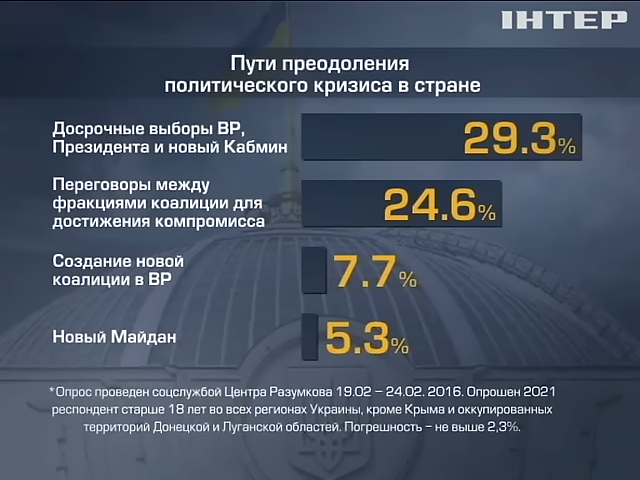 ІНТЕР
Пути преодоления
политического кризиса в стране
Досрочные выборы ВР,
Президента и новый Кабмин
29.3%
Переговоры между
фракциями коалиции для
достижения компромисса
24.6%
Создание новой
коалиции в ВР
7.7%
Новый Майдан
5.3%
*Опрос проведен соцслужбой Центра Разумкова 19.02 – 24.02. 2016. Опрошен 2021
респондент старше 18 лет во всех регионах Украины, кроме Крыма и оккупированных
территорий Донецкой и Луганской областей. Погрешность – не выше 2,3%.